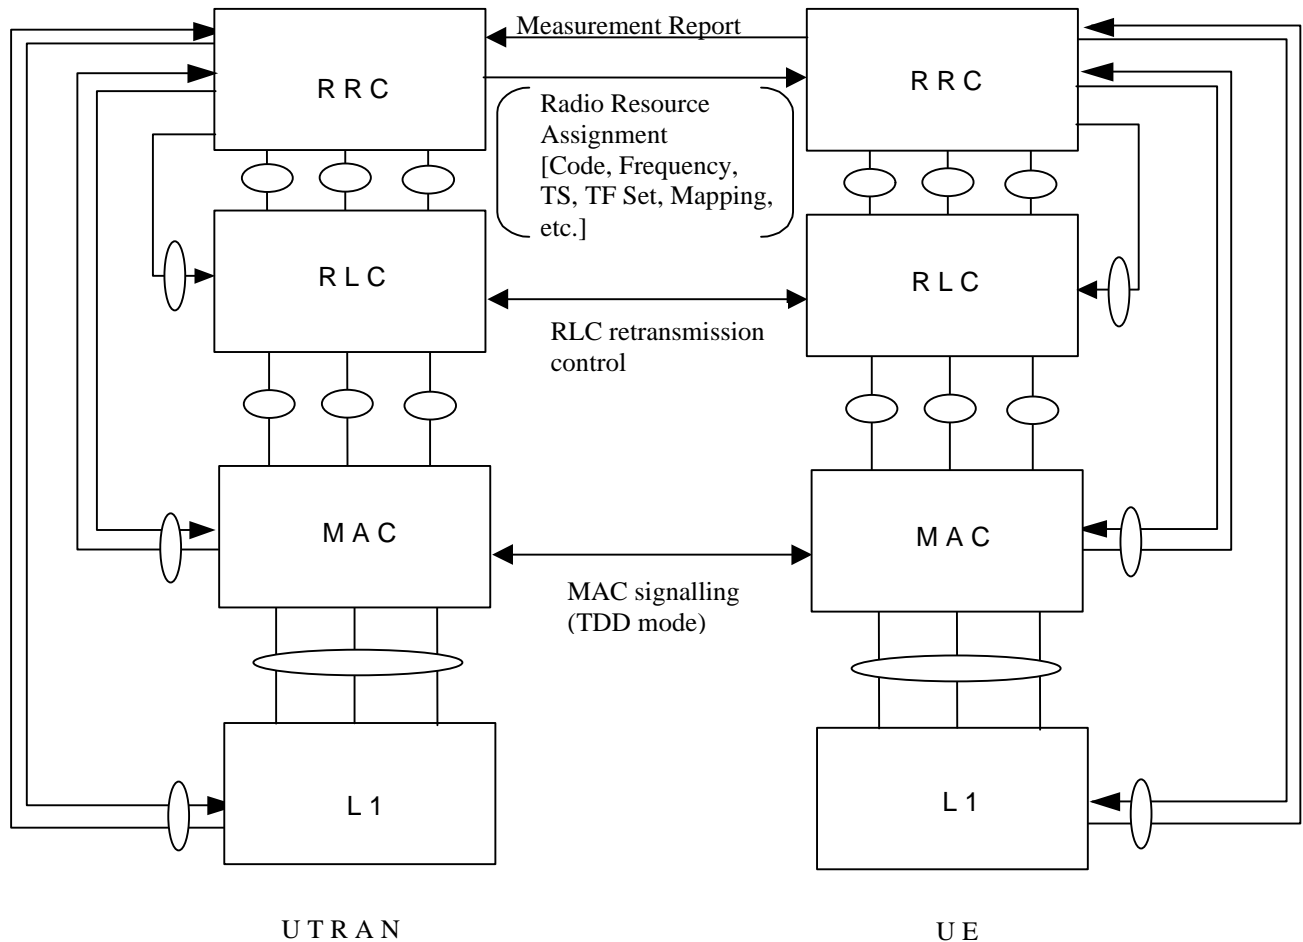 Measurement Report
R R C
R R C
Radio Resource
Assignment
[Code, Frequency,
TS, TF Set, Mapping,
etc.]
R L C
R L C
RLC retransmission
control
M A C
M A C
MAC signalling
(TDD mode)
L 1
L 1
U T R A N
U E